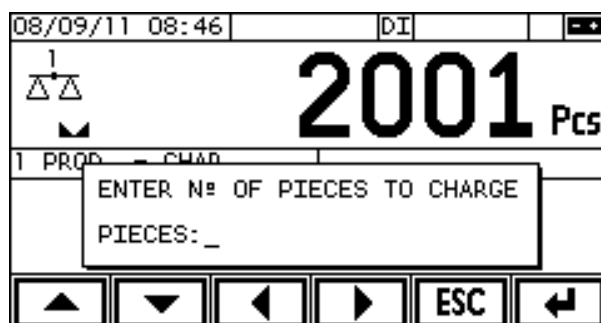 08/09/11 08:46 DI
1
2001 Pcs
1 PROD. - CHAR
ENTER Nº OF PIECES TO CHARGE
PIECES:_
ESC